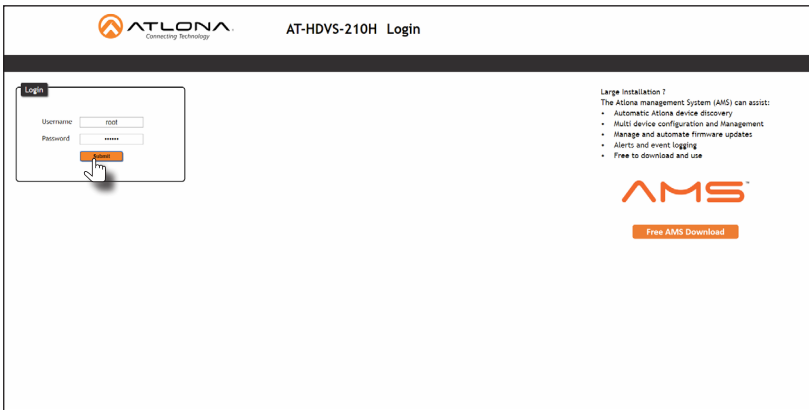 ATLONA.
Connecting Technology
AT-HDVS-210H Login
Login
Username root
Password ••••••
Submit
Large Installation ?
The Atlona management System (AMS) can assist:
• Automatic Atlona device discovery
• Multi device configuration and Management
• Manage and automate firmware updates
• Alerts and event logging
• Free to download and use
AMS™
Free AMS Download